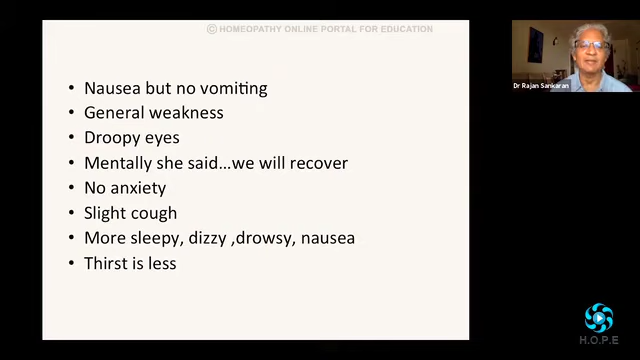 © HOMEOPATHY ONLINE PORTAL FOR EDUCATION
• Nausea but no vomiting
• General weakness
• Droopy eyes
• Mentally she said...we will recover
• No anxiety
• Slight cough
• More sleepy, dizzy ,drowsy, nausea
• Thirst is less
Dr Rajan Sankaran
H.O.P.E